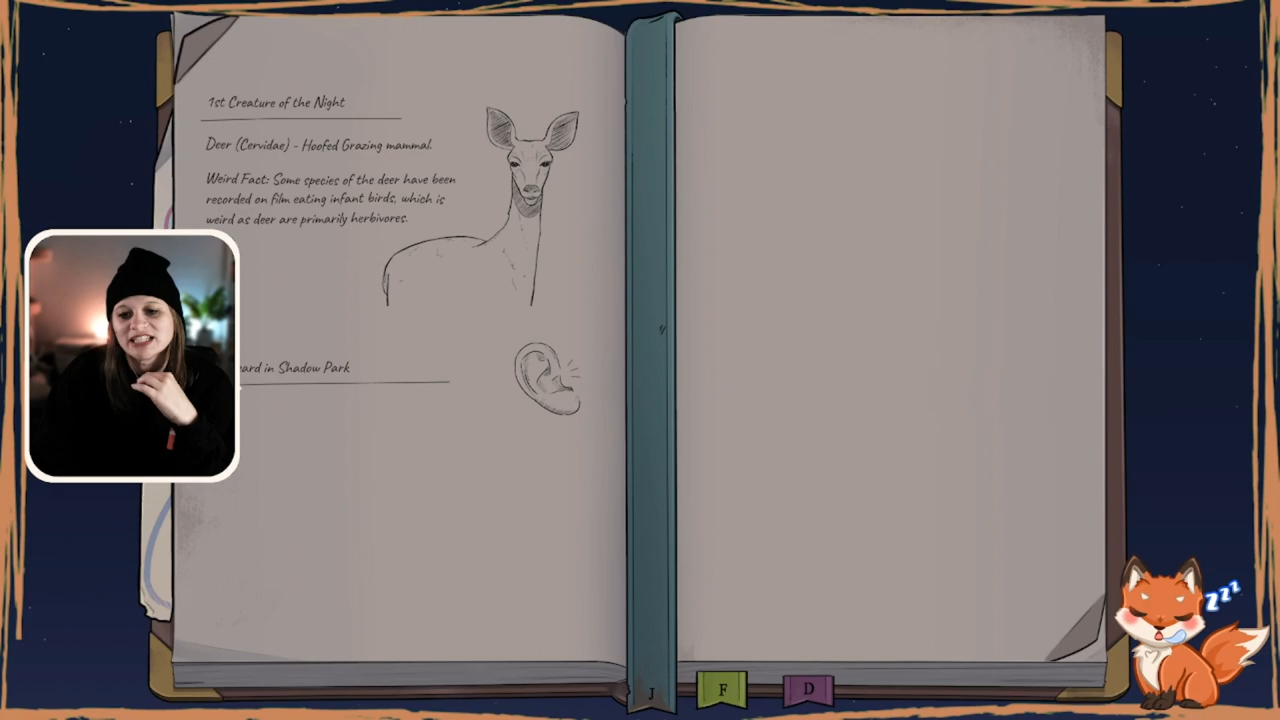 1st Creature of the Night
Deer (Cervidae) - Hoofed Grazing mammal.
Weird Fact: Some species of the deer have been
recorded on film eating infant birds, which is
weird as deer are primarily herbivores.
in Shadow Park
J
F
D
zzz